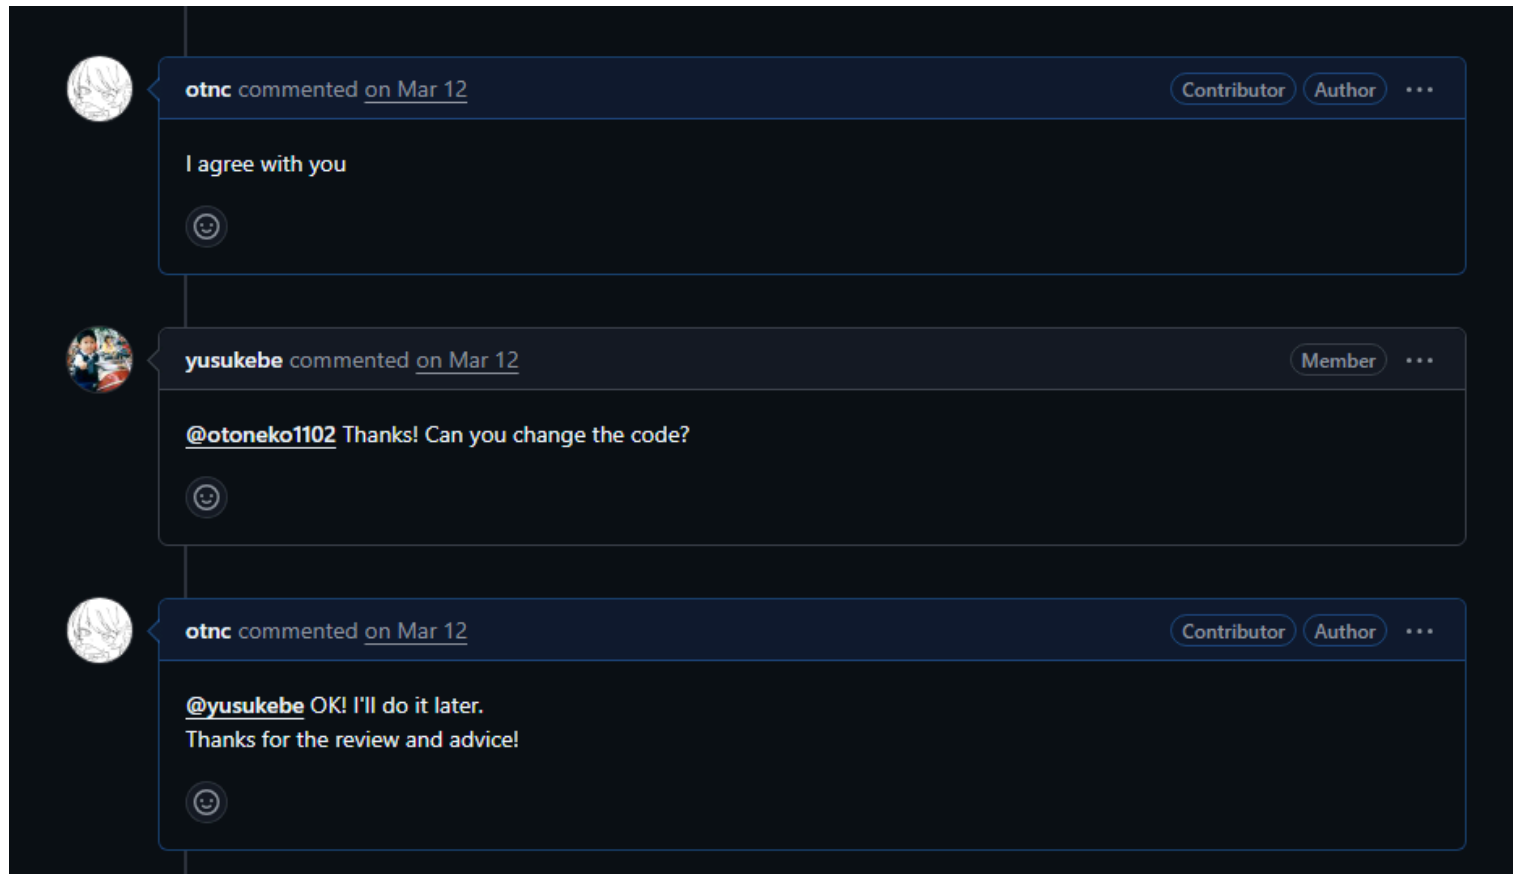 otnc commented on Mar 12 Contributor Author
I agree with you
yusukebe commented on Mar 12 Member
@otoneko1102 Thanks! Can you change the code?
otnc commented on Mar 12 Contributor Author
@yusukebe OK! I'll do it later.
Thanks for the review and advice!